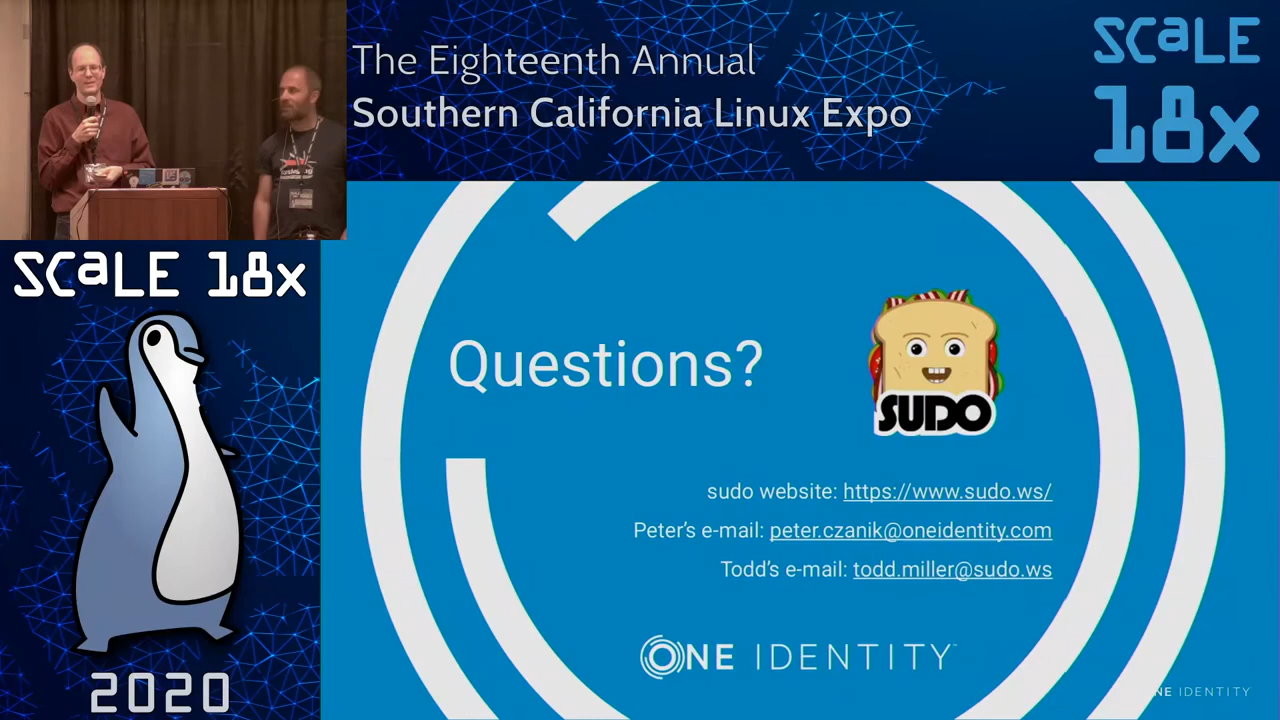 The Eighteenth Annual
Southern California Linux Expo
SCaLE
18x
SCaLE 18x
2020
Questions?
SUDO
sudo website: https://www.sudo.ws/
Peter's e-mail: peter.czanik@oneidentity.com
Todd's e-mail: todd.miller@sudo.ws
ONE IDENTITY
NE IDENTITY